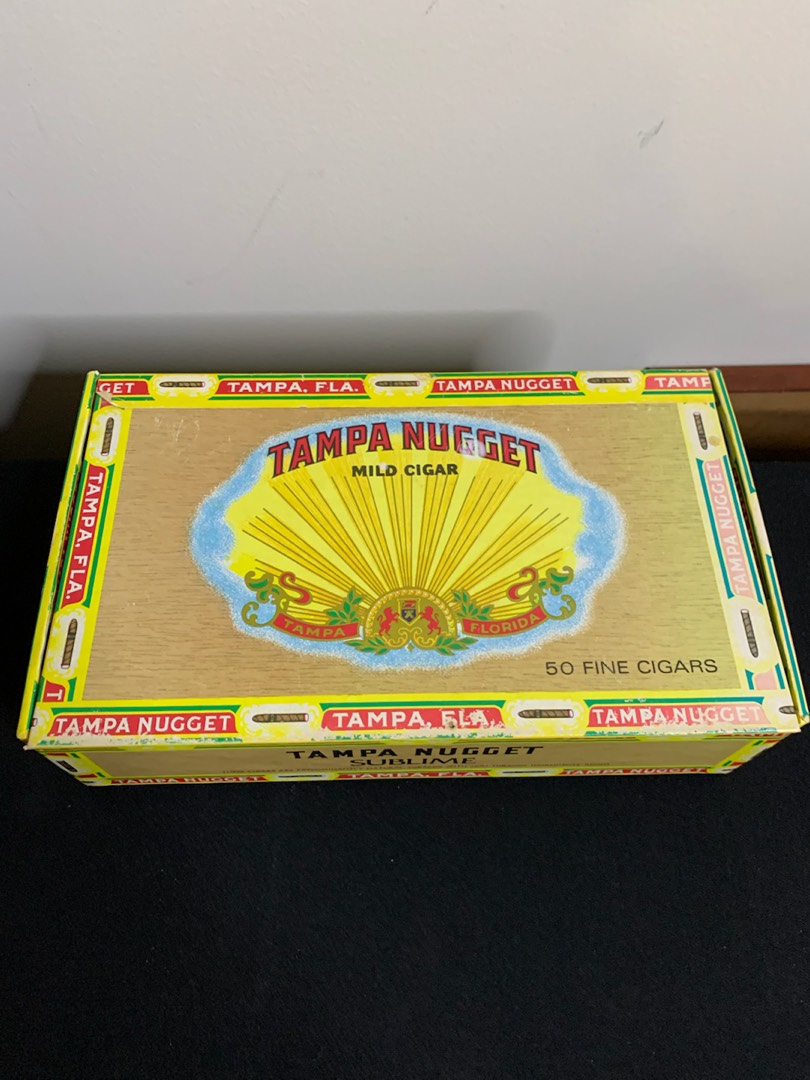 GET TAMPA, FLA. TAMPA NUGGET TAMP
TAMPA NUGGET
MILD CIGAR
TAMPA, FLA.
TAMPA NUGGET
TAMPA FLORIDA
50 FINE CIGARS
T
TAMPA NUGGET TAMPA, FLA. TAMPA NUGGET
TAMPA NUGGET
SUBLIME
TAMPA NUGGET TAMPA, FLA. TAMPA NUGGET